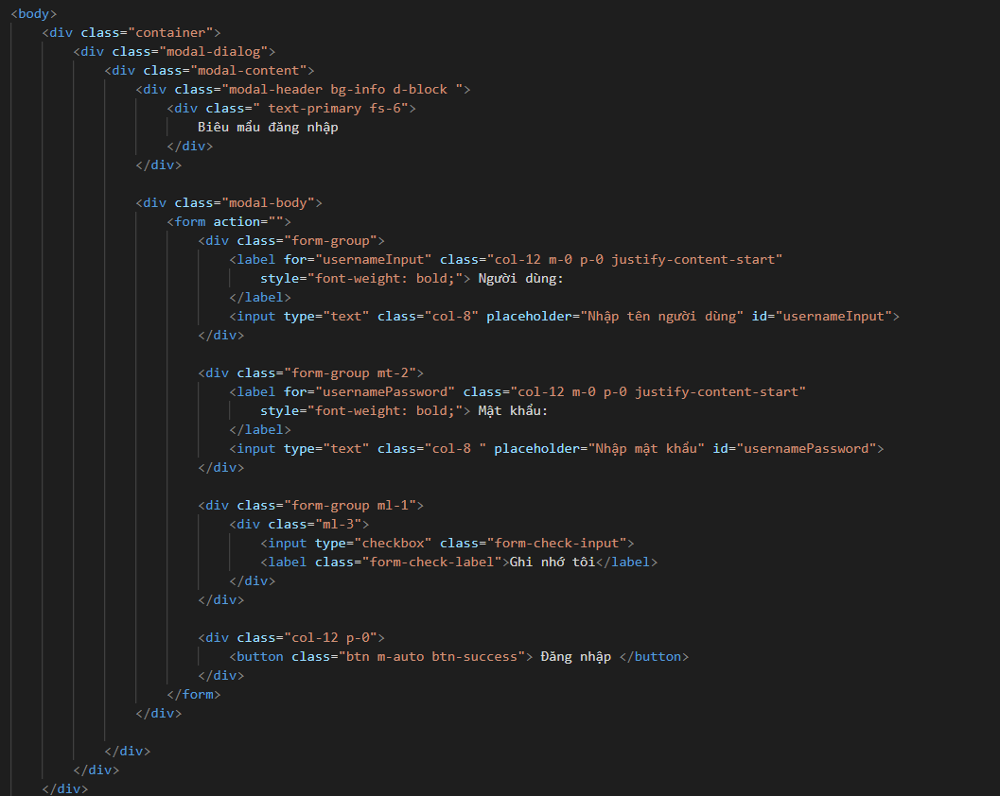 <body>
<div class="container">
<div class="modal-dialog">
<div class="modal-content">
<div class="modal-header bg-info d-block ">
<div class=" text-primary fs-6">
Biêu mẩu đăng nhập
</div>
</div>
<div class="modal-body">
<form action="">
<div class="form-group">
<label for="usernameInput" class="col-12 m-0 p-0 justify-content-start"
style="font-weight: bold;"> Người dùng:
</label>
<input type="text" class="col-8" placeholder="Nhập tên người dùng" id="usernameInput">
</div>
<div class="form-group mt-2">
<label for="usernamePassword" class="col-12 m-0 p-0 justify-content-start"
style="font-weight: bold;"> Mật khẩu:
</label>
<input type="text" class="col-8 " placeholder="Nhập mật khẩu" id="usernamePassword">
</div>
<div class="form-group ml-1">
<div class="ml-3">
<input type="checkbox" class="form-check-input">
<label class="form-check-label">Ghi nhớ tôi</label>
</div>
</div>
<div class="col-12 p-0">
<button class="btn m-auto btn-success"> Đăng nhập </button>
</div>
</form>
</div>
</div>
</div>
</div>